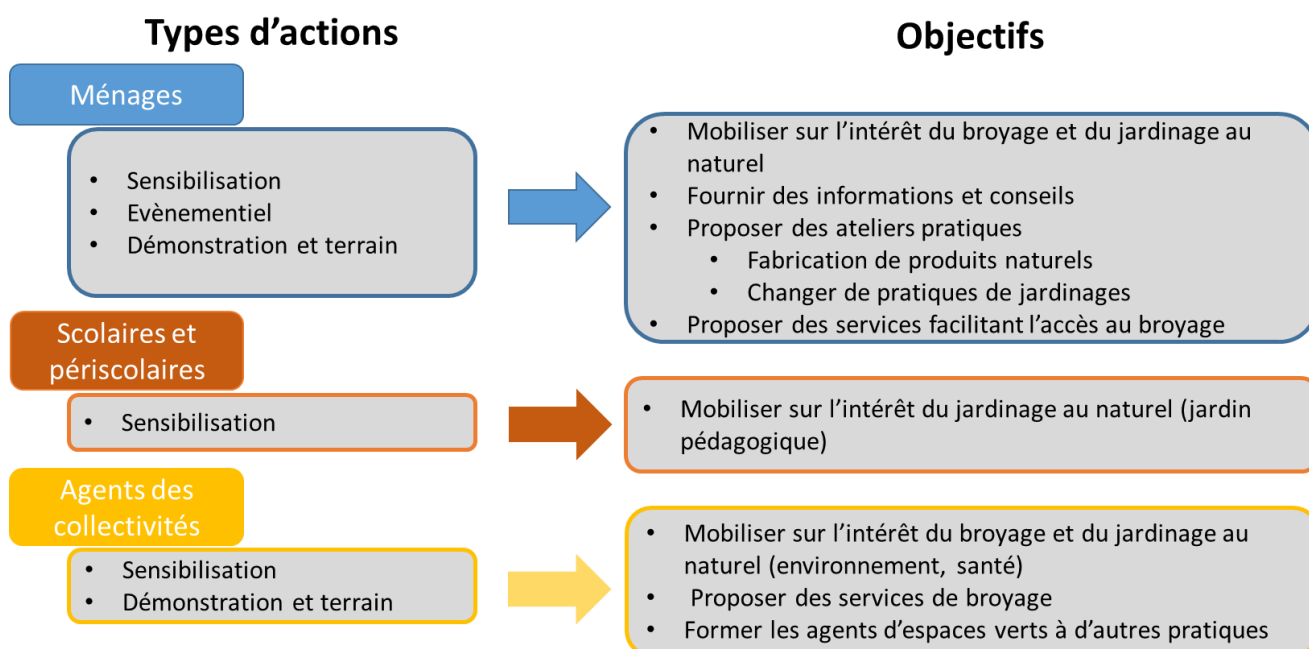 Types d'actions
Objectifs
Ménages
• Sensibilisation
• Evènementiel
• Démonstration et terrain
• Mobiliser sur l'intérêt du broyage et du jardinage au
naturel
• Fournir des informations et conseils
• Proposer des ateliers pratiques
• Fabrication de produits naturels
• Changer de pratiques de jardinages
• Proposer des services facilitant l'accès au broyage
Scolaires et
périscolaires
• Sensibilisation
• Mobiliser sur l'intérêt du jardinage au naturel (jardin
pédagogique)
Agents des
collectivités
• Sensibilisation
• Démonstration et terrain
• Mobiliser sur l'intérêt du broyage et du jardinage au
naturel (environnement, santé)
• Proposer des services de broyage
• Former les agents d'espaces verts à d'autres pratiques